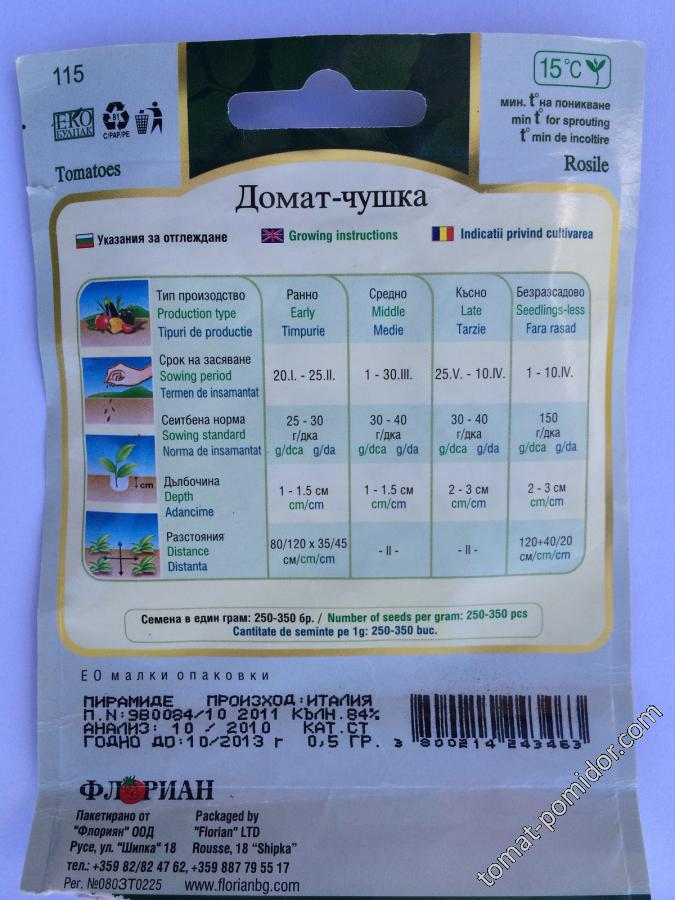 115
15°C
ЕКО
БУЛПАК
81
C/PAP/PE
мин. t° на поникване
min t° for sprouting
t° min de incoltire
Tomatoes
Rosile
Домат-чушка
Указания за отглеждане
Growing instructions
Indicatii privind cultivarea
Тип произодство
Production type
Tipuri de productie
Ранно
Early
Timpurie
Средно
Middle
Medie
Късно
Late
Tarzie
Безразсадово
Seedlings-less
Fara rasad
Срок на засяване
Sowing period
Termen de insamantat
20.I. - 25.II.
1 - 30.III.
25.V. - 10.IV.
1 - 10.IV.
Сеитбена норма
Sowing standard
Norma de insamantat
25 - 30
г/дка
g/dca g/da
30 - 40
г/дка
g/dca g/da
30 - 40
г/дка
g/dca g/da
150
г/дка
g/dca g/da
cm
Дълбочина
Depth
Adancime
1 - 1.5 см
cm/cm
1 - 1.5 см
cm/cm
2 - 3 см
cm/cm
2 - 3 см
cm/cm
Разстояния
Distance
Distanta
80/120 x 35/45
см/cm/cm
- II -
- II -
120+40/20
см/cm/cm
Семена в един грам: 250-350 бр. / Number of seeds per gram: 250-350 pcs
Cantitate de seminte pe 1g: 250-350 buc.
ЕО малки опаковки
ПИРАМИДЕ ПРОИЗХОД:ИТАЛИЯ
П.N:9B0084/10 2011 КЪЛН.84%
АНАЛИЗ: 10 / 2010 КАТ.СТ
ГОДНО ДО:10/2013 г 0,5 ГР.
3 800214 243463
ФЛОРИАН
Пакетирано от
"Флориян" ООД
Русе, ул. "Шипка" 18
Packaged by
"Florian" LTD
Rousse, 18 "Shipka"
тел.: +359 82/82 47 62, +359 887 79 55 17
Рег. №0803Т0225
www.florianbg.com
tomat-pomidor.com